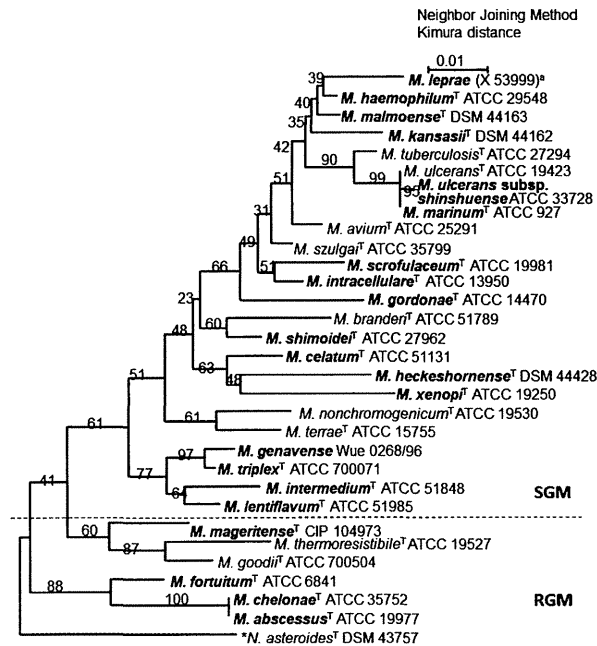 Neighbor Joining Method
Kimura distance
0.01
39 M. leprae (X 53999)ᵃ
40 M. haemophilumᵀ ATCC 29548
35 M. malmoenseᵀ DSM 44163
M. kansasiiᵀ DSM 44162
42 90 M. tuberculosisᵀ ATCC 27294
M. ulceransᵀ ATCC 19423
51 99 95 M. ulcerans subsp.
shinshuense ATCC 33728
M. marinumᵀ ATCC 927
31 M. aviumᵀ ATCC 25291
49 M. szulgaiᵀ ATCC 35799
66 51 M. scrofulaceumᵀ ATCC 19981
M. intracellulareᵀ ATCC 13950
23 M. gordonaeᵀ ATCC 14470
60 M. branderiᵀ ATCC 51789
48 M. shimoideiᵀ ATCC 27962
63 M. celatumᵀ ATCC 51131
51 48 M. heckeshornenseᵀ DSM 44428
M. xenopiᵀ ATCC 19250
61 M. nonchromogenicumᵀ ATCC 19530
61 M. terraeᵀ ATCC 15755
97 M. genavense Wue 0268/96
77 M. triplexᵀ ATCC 700071
41 64 M. intermediumᵀ ATCC 51848 SGM
M. lentiflavumᵀ ATCC 51985
60 M. mageritenseᵀ CIP 104973
87 M. thermoresistibileᵀ ATCC 19527
M. goodiiᵀ ATCC 700504
88 M. fortuitumᵀ ATCC 6841
100 M. chelonaeᵀ ATCC 35752 RGM
M. abscessusᵀ ATCC 19977
*N. asteroidesᵀ DSM 43757